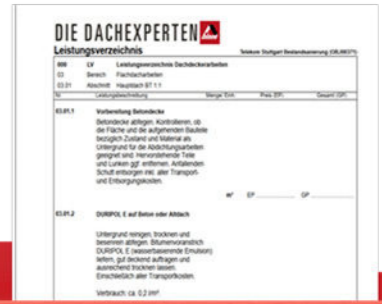 DIE DACHEXPERTEN
Leistungsverzeichnis Telekom Stuttgart Bestandsanierung
000 LV Leistungsverzeichnis Dachdeckerarbeiten
03 Bereich Flachdacharbeiten
03.01 Abschnitt Hauptdach BT 1.1
Nr. Leistungsbeschreibung Menge/ Einh. Preis (EP) Gesamt (GP)
03.01.1 Vorbereitung Betondecke
Betondecke abfegen. Kontrollieren, ob
die Fläche und die aufgehenden Bauteile
bezüglich Zustand und Material als
Untergrund für die Abdichtungsarbeiten
geeignet sind. Hervorstehende Teile
und Lunken ggf. entfernen. Anfallenden
Schutt entsorgen inkl. aller Transport-
und Entsorgungskosten.
m² EP GP
03.01.2 DURIPOL E auf Beton oder Altdach
Untergrund reinigen, trocknen und
besenrein abfegen. Bitumenvoranstrich
DURIPOL E (wasserbasierende Emulsion)
liefern, gut deckend auftragen und
ausreichend trocknen lassen.
Einschließlich aller Transportkosten.
Verbrauch: ca. 0,2 l/m²